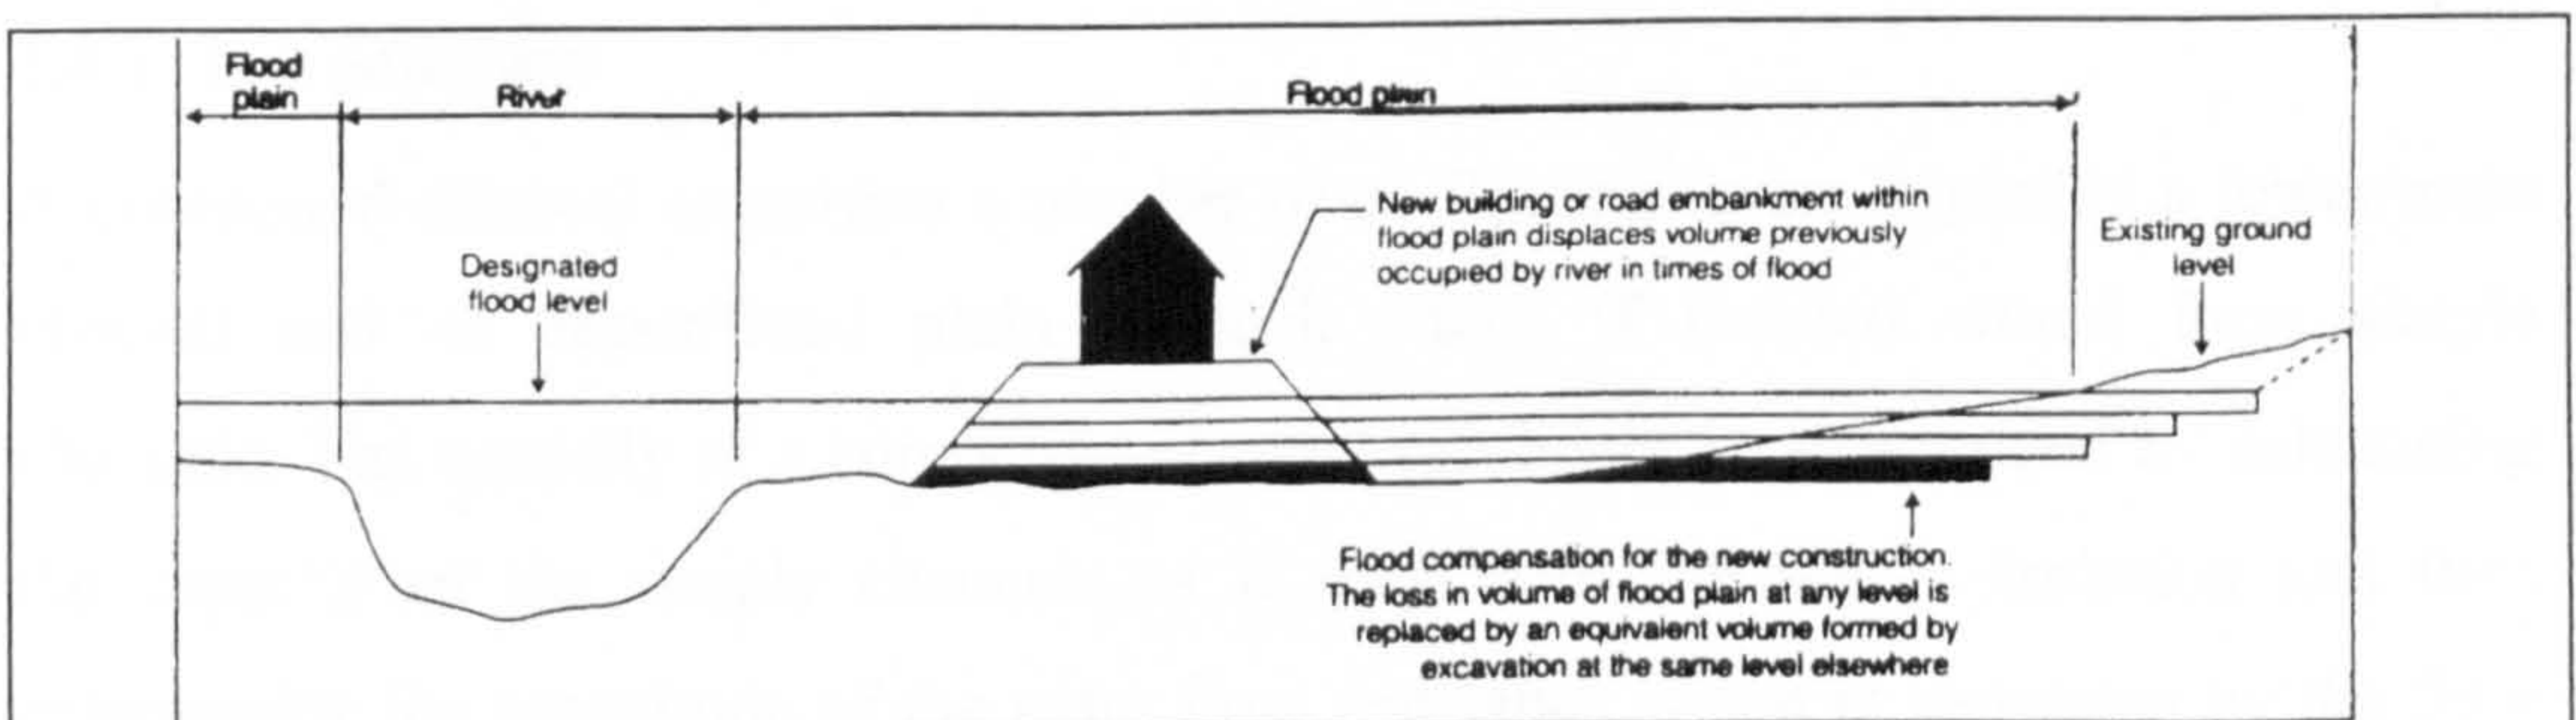 Flood
plain
River
Flood plain
New building or road embankment within
flood plain displaces volume previously
occupied by river in times of flood
Existing ground
level
Designated
flood level
Flood compensation for the new construction.
The loss in volume of flood plain at any level is
replaced by an equivalent volume formed by
excavation at the same level elsewhere